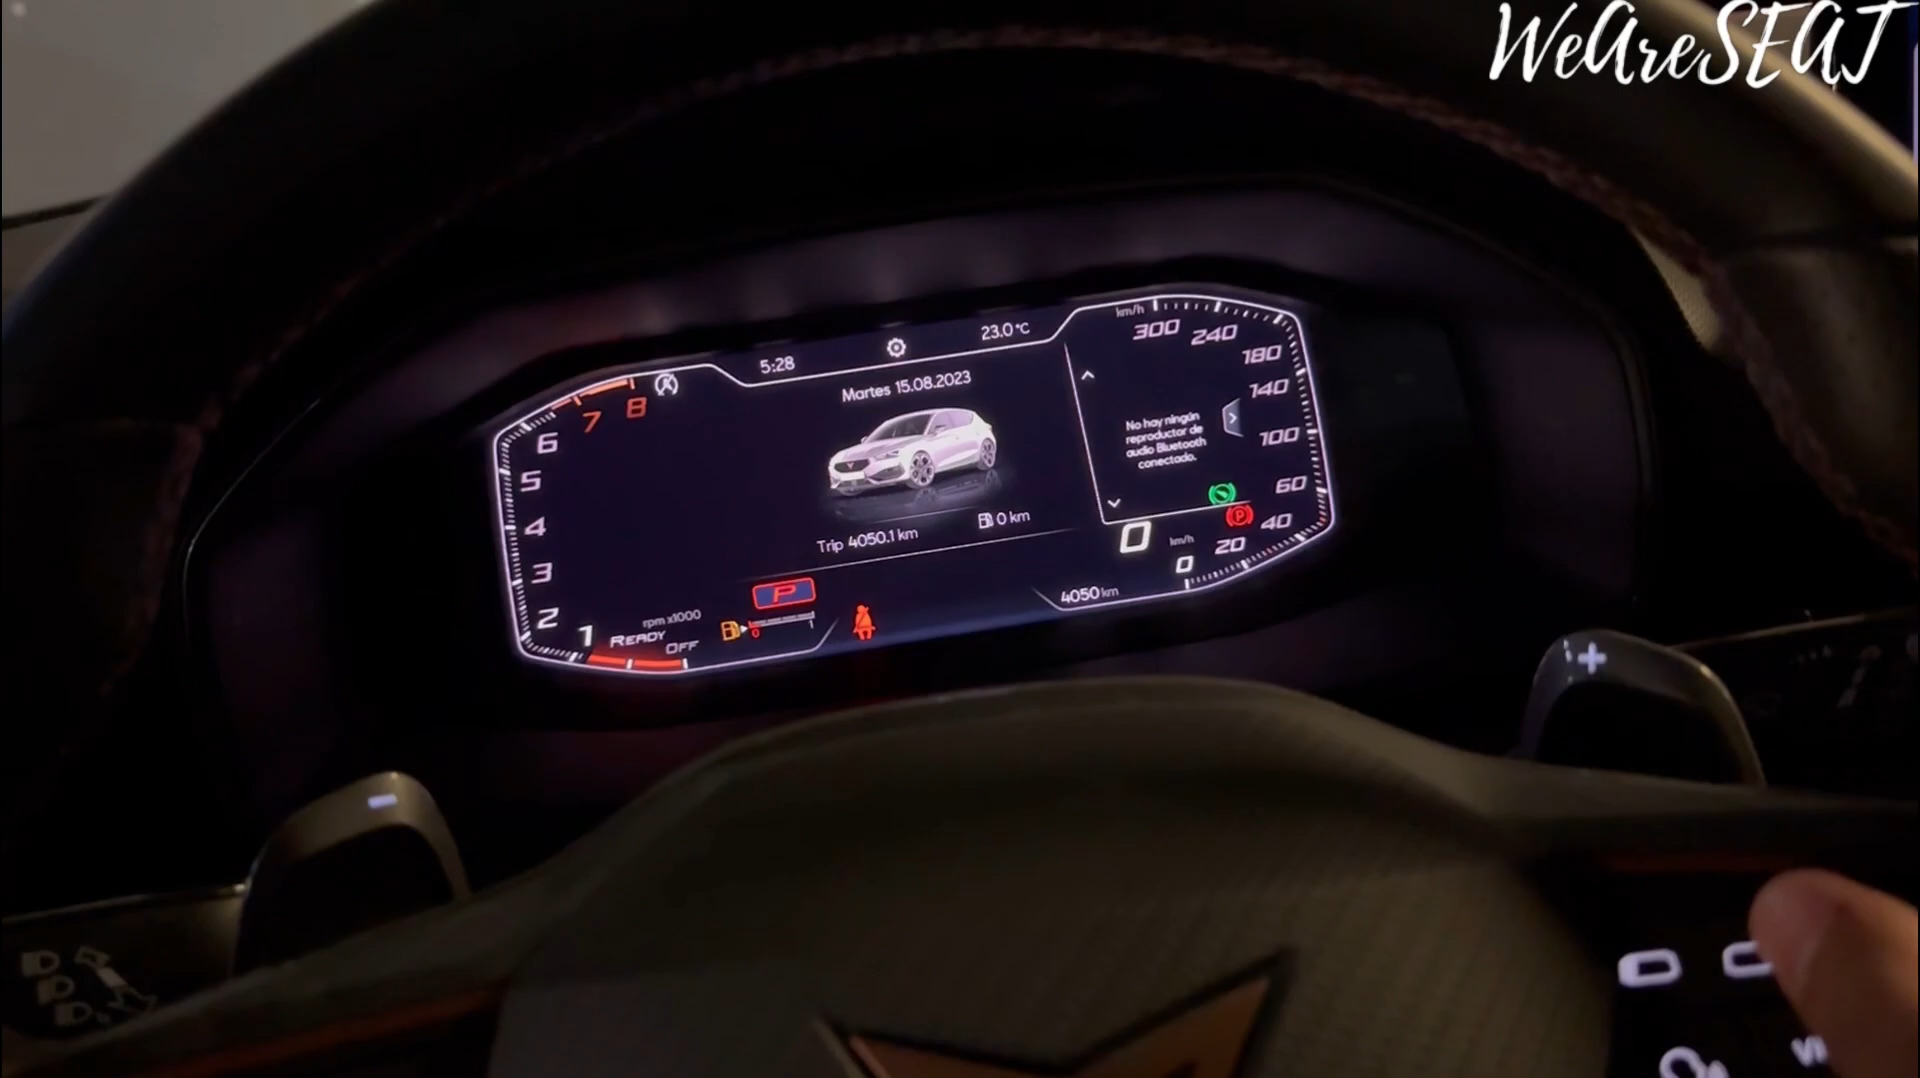 WeAreSEAT
5:28
23.0 °C
Martes 15.08.2023
Trip 4050.1 km
0 km
No hay ningún
reproductor de
audio Bluetooth
conectado.
km/h
300
240
180
140
100
60
40
20
0
0
km/h
4050 km
8
7
6
5
4
3
2
1
rpm x1000
READY
OFF
P
0
1
P
+
-